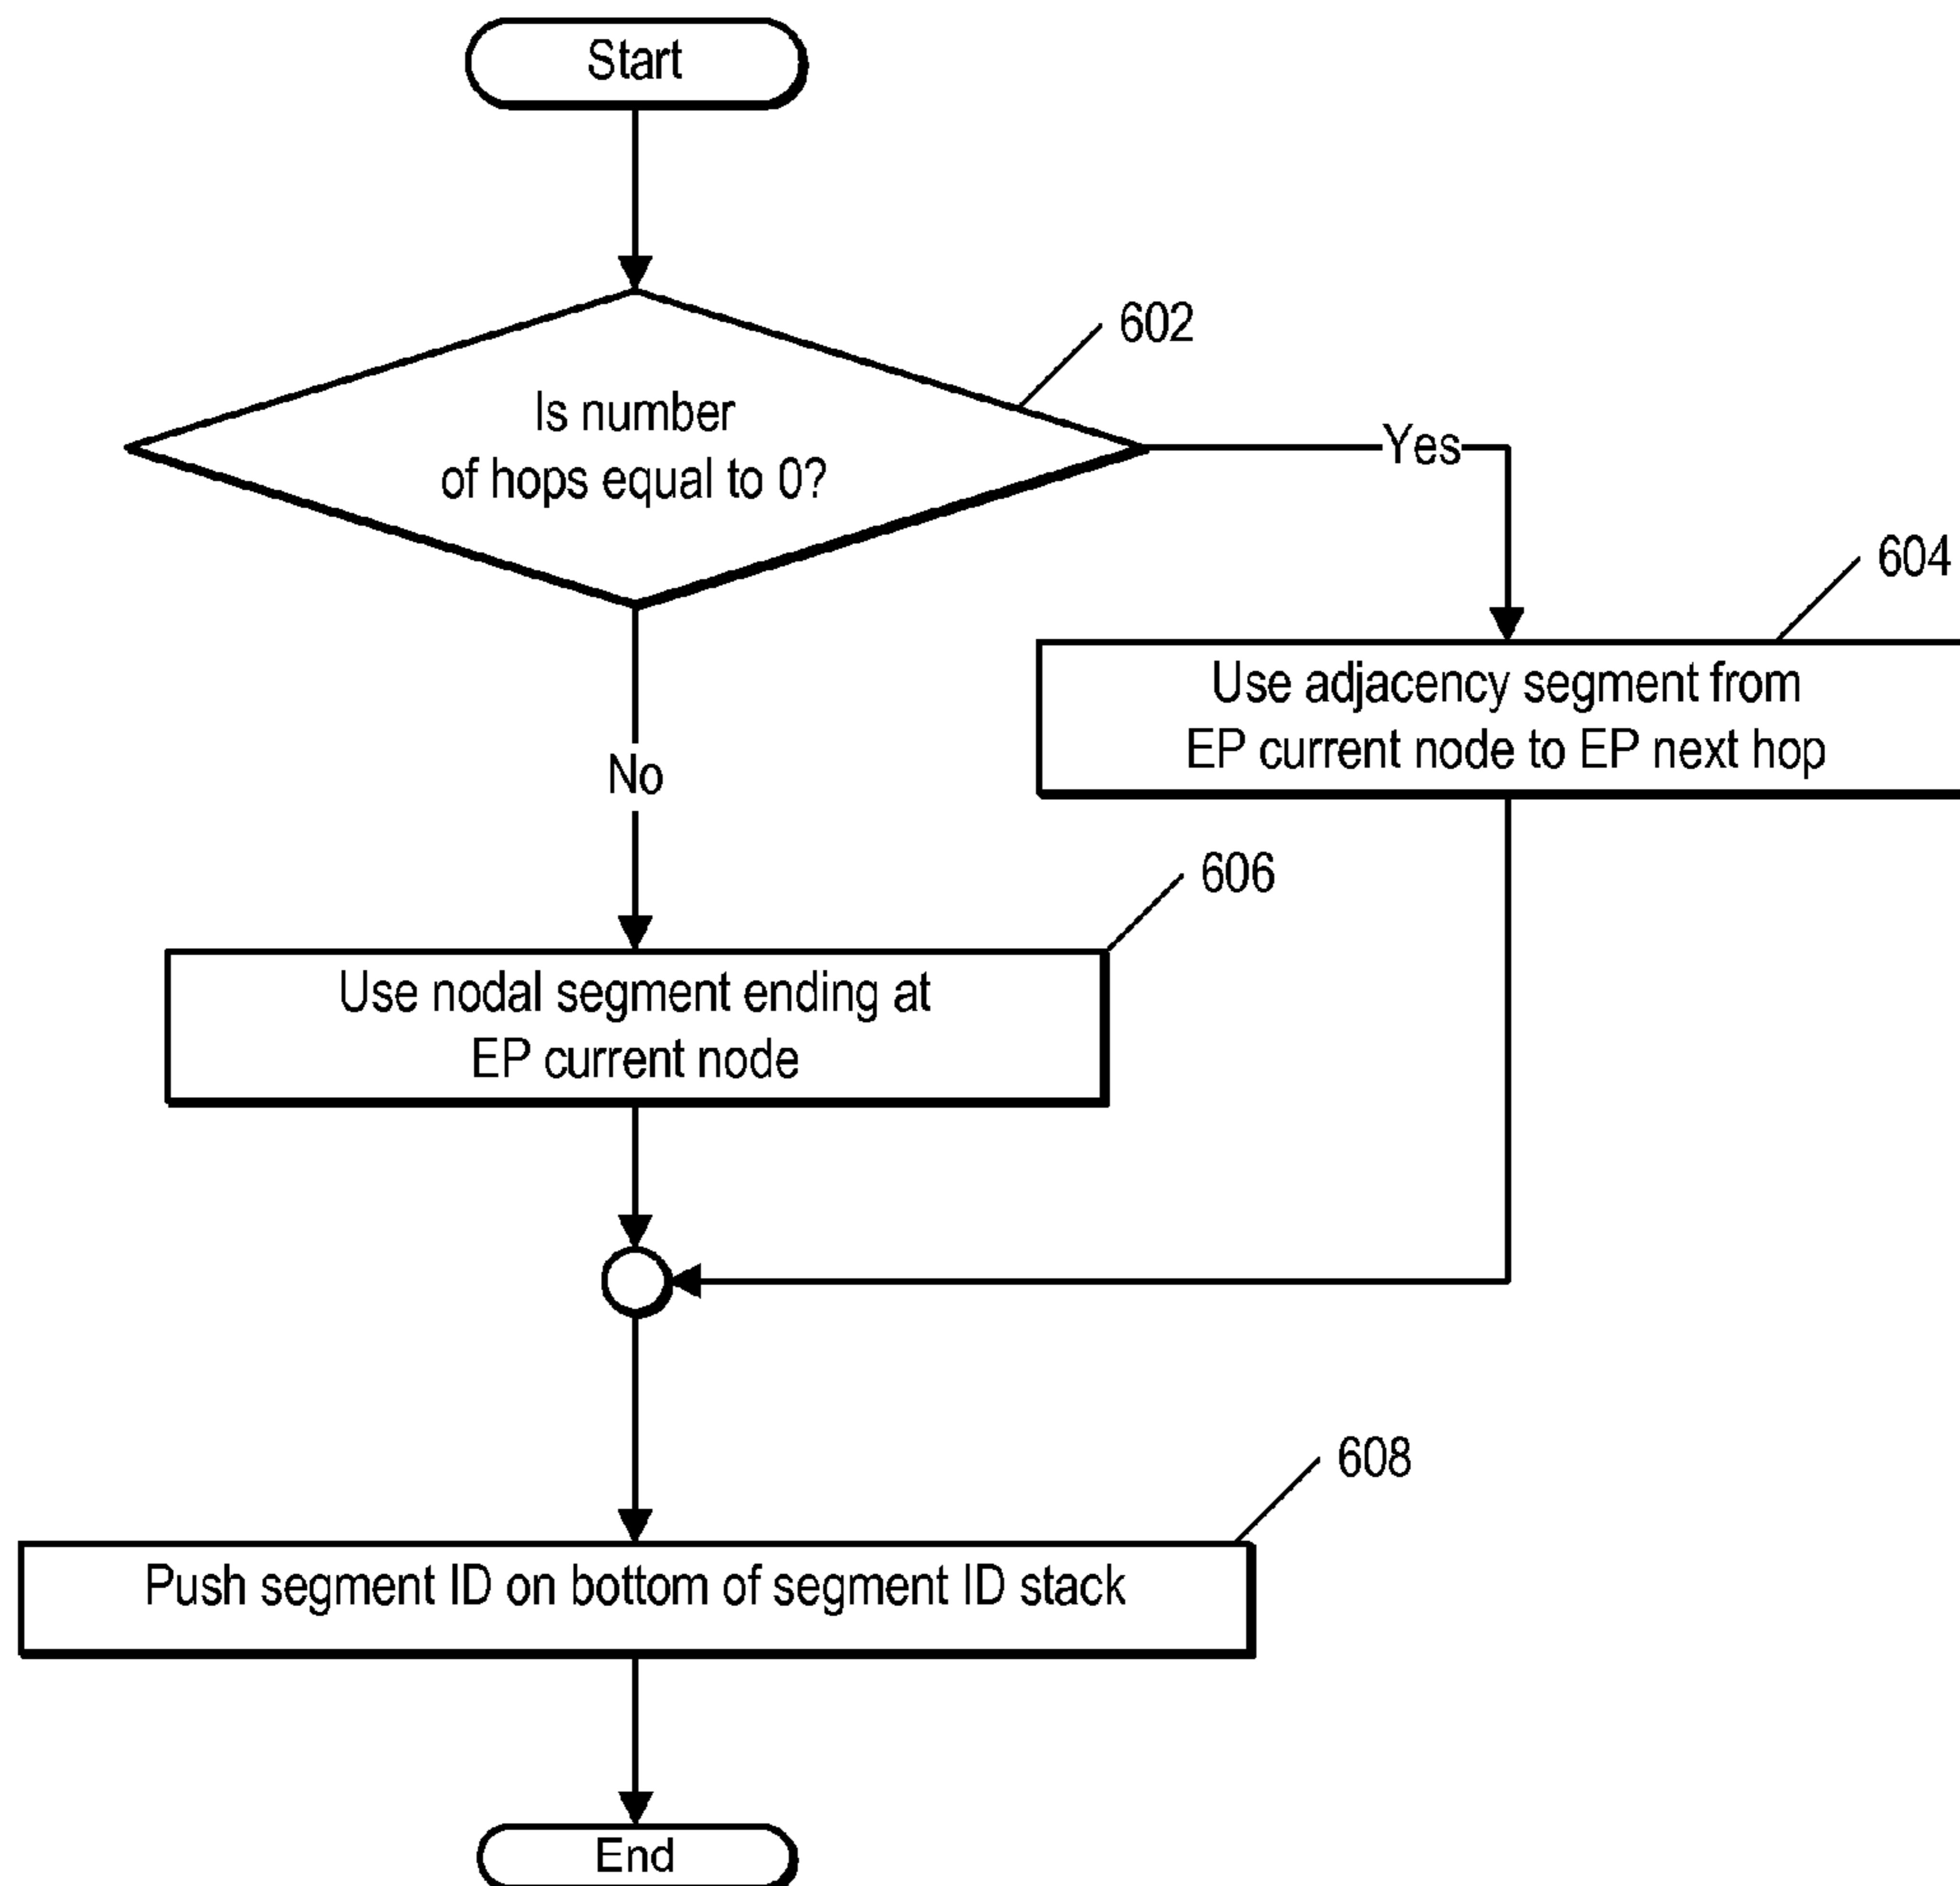 Start
602
Is number
of hops equal to 0?
Yes
604
Use adjacency segment from
EP current node to EP next hop
No
606
Use nodal segment ending at
EP current node
608
Push segment ID on bottom of segment ID stack
End